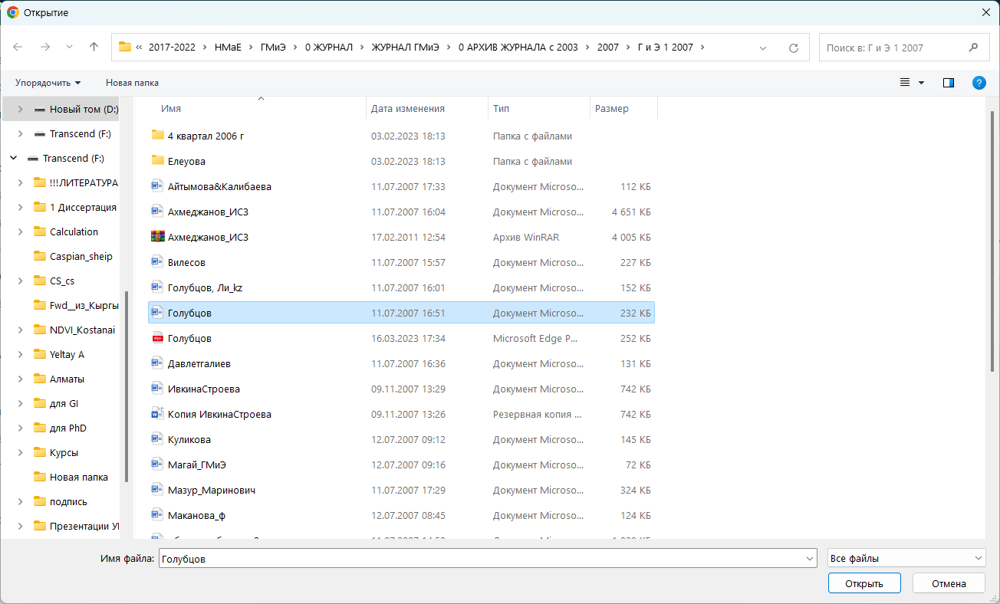 Открытие
« 2017-2022 › НМаЕ › ГМиЭ › 0 ЖУРНАЛ › ЖУРНАЛ ГМиЭ › 0 АРХИВ ЖУРНАЛА с 2003 › 2007 › Г и Э 1 2007 ›
Поиск в: Г и Э 1 2007
Упорядочить
Новая папка
Новый том (D:)
Transcend (F:)
Transcend (F:)
!!!ЛИТЕРАТУРА
1 Диссертация
Calculation
Caspian_sheip
CS_cs
Fwd__из_Кыргы
NDVI_Kostanai
Yeltay A
Алматы
для GI
для PhD
Курсы
Новая папка
подпись
Презентации
Имя Дата изменения Тип Размер
4 квартал 2006 г 03.02.2023 18:13 Папка с файлами
Елеуова 03.02.2023 18:13 Папка с файлами
Айтымова&Калибаева 11.07.2007 17:33 Документ Microso... 112 КБ
Ахмеджанов_ИСЗ 11.07.2007 16:04 Документ Microso... 4 651 КБ
Ахмеджанов_ИСЗ 17.02.2011 12:54 Архив WinRAR 4 005 КБ
Вилесов 11.07.2007 15:57 Документ Microso... 227 КБ
Голубцов, Ли_kz 11.07.2007 16:01 Документ Microso... 152 КБ
Голубцов 11.07.2007 16:51 Документ Microso... 232 КБ
Голубцов 16.03.2023 17:34 Microsoft Edge P... 252 КБ
Давлетгалиев 11.07.2007 16:36 Документ Microso... 131 КБ
ИвкинаСтроева 09.11.2007 13:29 Документ Microso... 742 КБ
Копия ИвкинаСтроева 09.11.2007 13:26 Резервная копия ... 742 КБ
Куликова 12.07.2007 09:12 Документ Microso... 145 КБ
Магай_ГМиЭ 12.07.2007 09:16 Документ Microso... 72 КБ
Мазур_Маринович 11.07.2007 17:29 Документ Microso... 324 КБ
Маканова_ф 12.07.2007 08:45 Документ Microso... 124 КБ
Имя файла: Голубцов
Все файлы
Открыть
Отмена